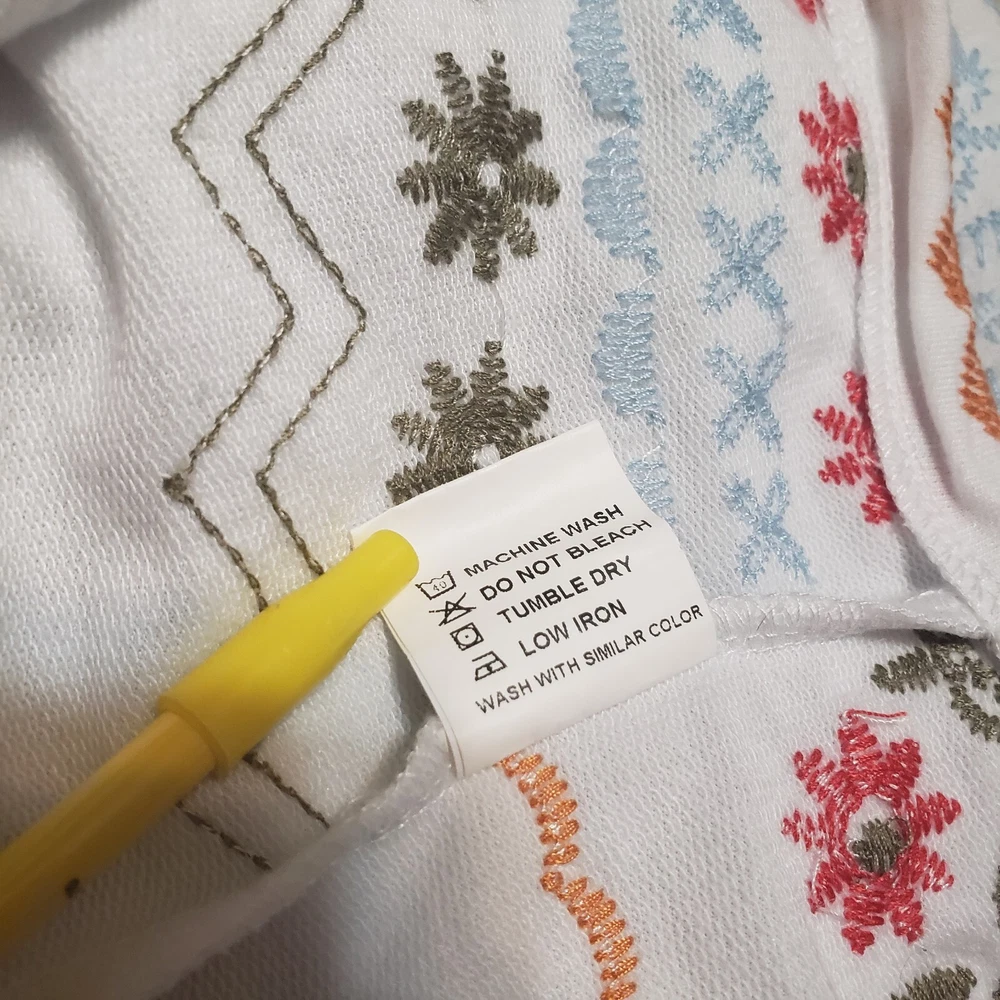 40 MACHINE WASH
DO NOT BLEACH
TUMBLE DRY
LOW IRON
WASH WITH SIMILAR COLOR